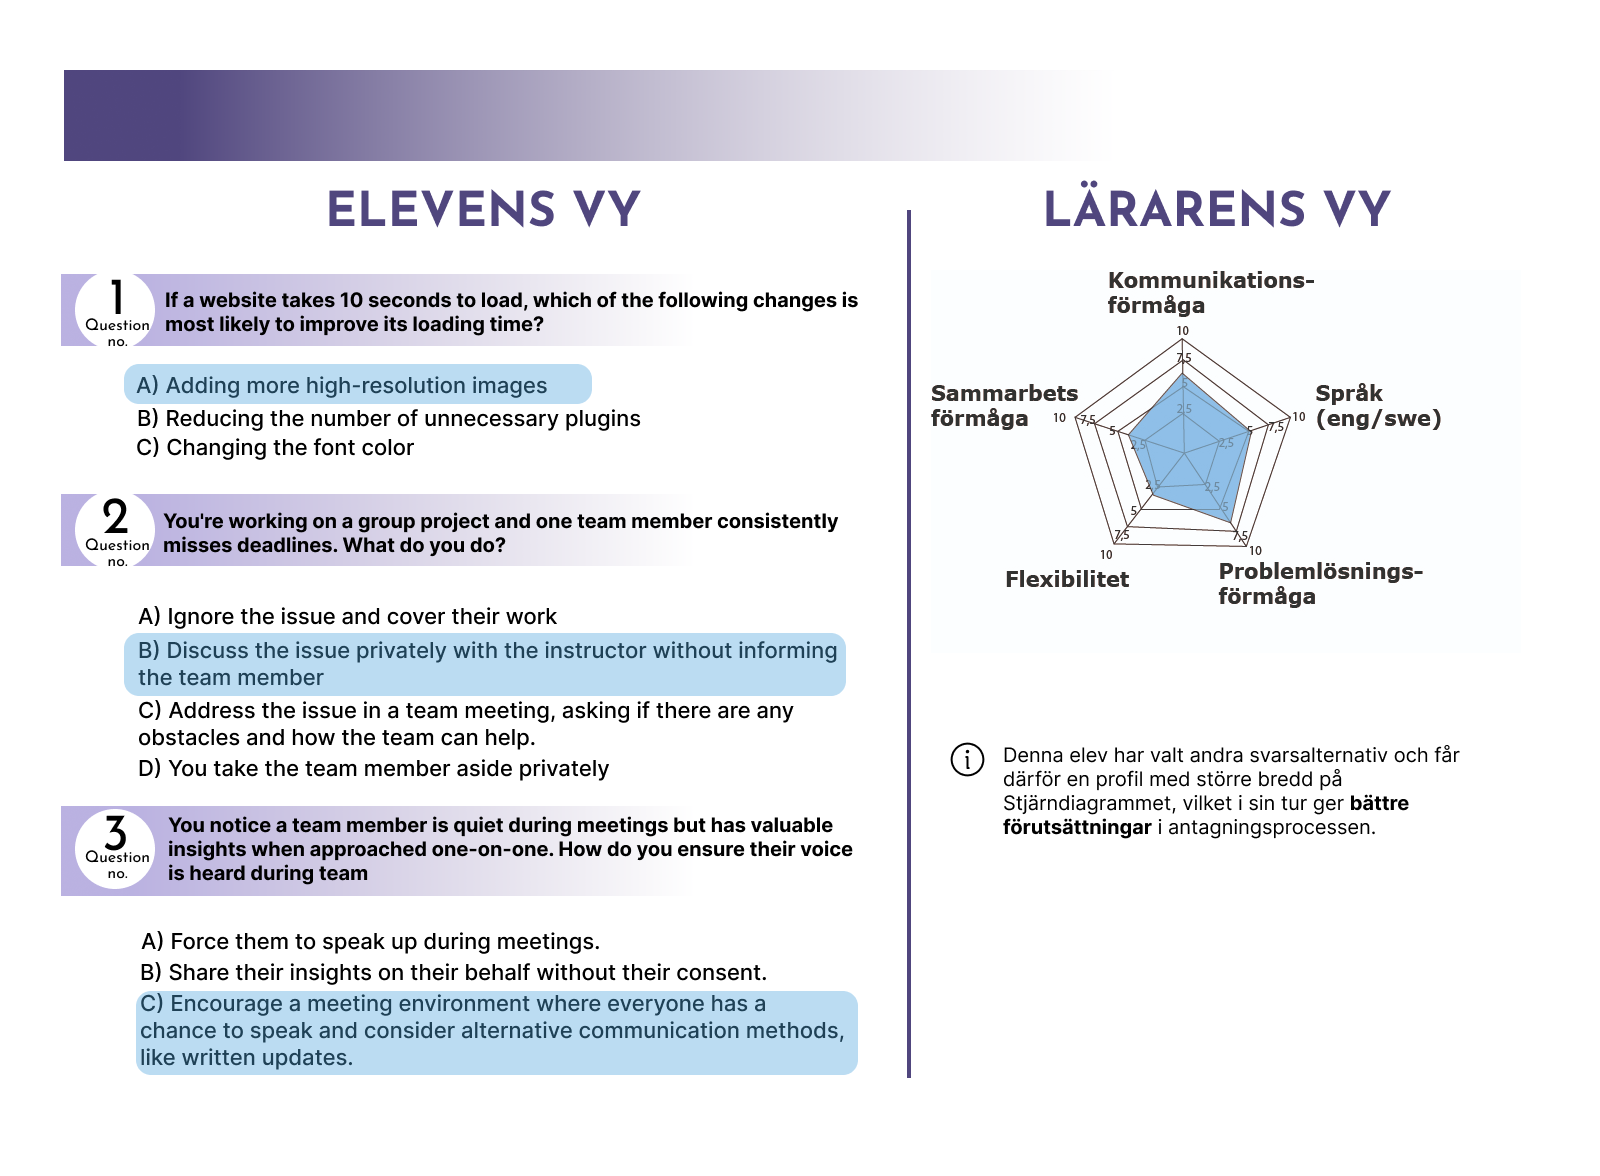 ELEVENS VY
1
Question
no.
If a website takes 10 seconds to load, which of the following changes is
most likely to improve its loading time?
A) Adding more high-resolution images
B) Reducing the number of unnecessary plugins
C) Changing the font color
2
Question
no.
You're working on a group project and one team member consistently
misses deadlines. What do you do?
A) Ignore the issue and cover their work
B) Discuss the issue privately with the instructor without informing
the team member
C) Address the issue in a team meeting, asking if there are any
obstacles and how the team can help.
D) You take the team member aside privately
3
Question
no.
You notice a team member is quiet during meetings but has valuable
insights when approached one-on-one. How do you ensure their voice
is heard during team
A) Force them to speak up during meetings.
B) Share their insights on their behalf without their consent.
C) Encourage a meeting environment where everyone has a
chance to speak and consider alternative communication methods,
like written updates.
LÄRARENS VY
Kommunikations-
förmåga
10
7,5
5
2,5
Sammarbets
förmåga
10
7,5
5
2,5
Språk
(eng/swe)
10
7,5
5
2,5
Flexibilitet
10
7,5
5
2,5
Problemlösnings-
förmåga
10
7,5
5
2,5
i
Denna elev har valt andra svarsalternativ och får
därför en profil med större bredd på
Stjärndiagrammet, vilket i sin tur ger bättre
förutsättningar i antagningsprocessen.